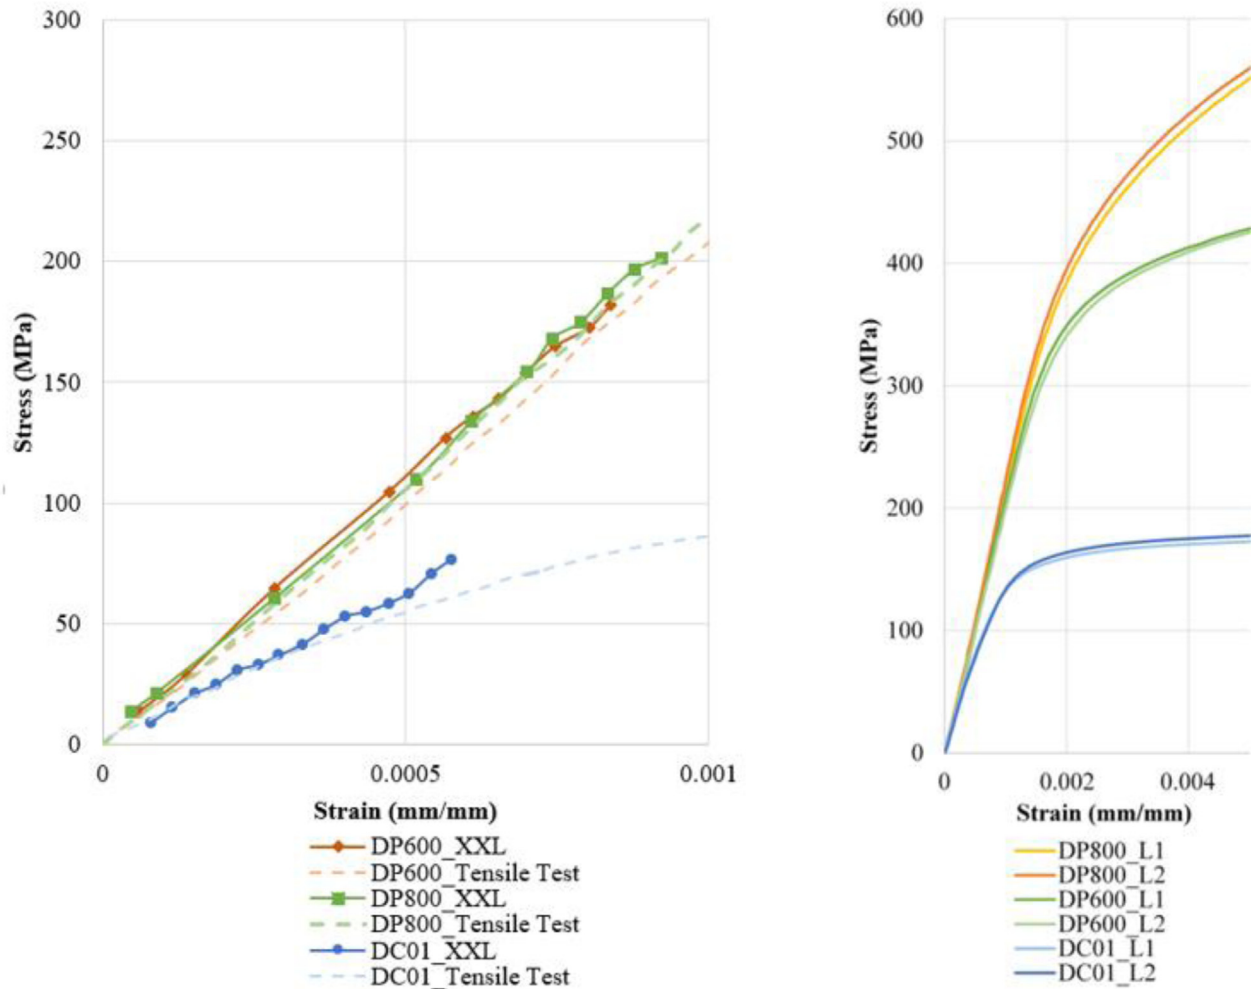 300
250
200
150
100
50
0
Stress (MPa)
0 0.0005 0.001
Strain (mm/mm)
DP600_XXL
DP600_Tensile Test
DP800_XXL
DP800_Tensile Test
DC01_XXL
DC01_Tensile Test
600
500
400
300
200
100
0
Stress (MPa)
0 0.002 0.004
Strain (mm/mm)
DP800_L1
DP800_L2
DP600_L1
DP600_L2
DC01_L1
DC01_L2